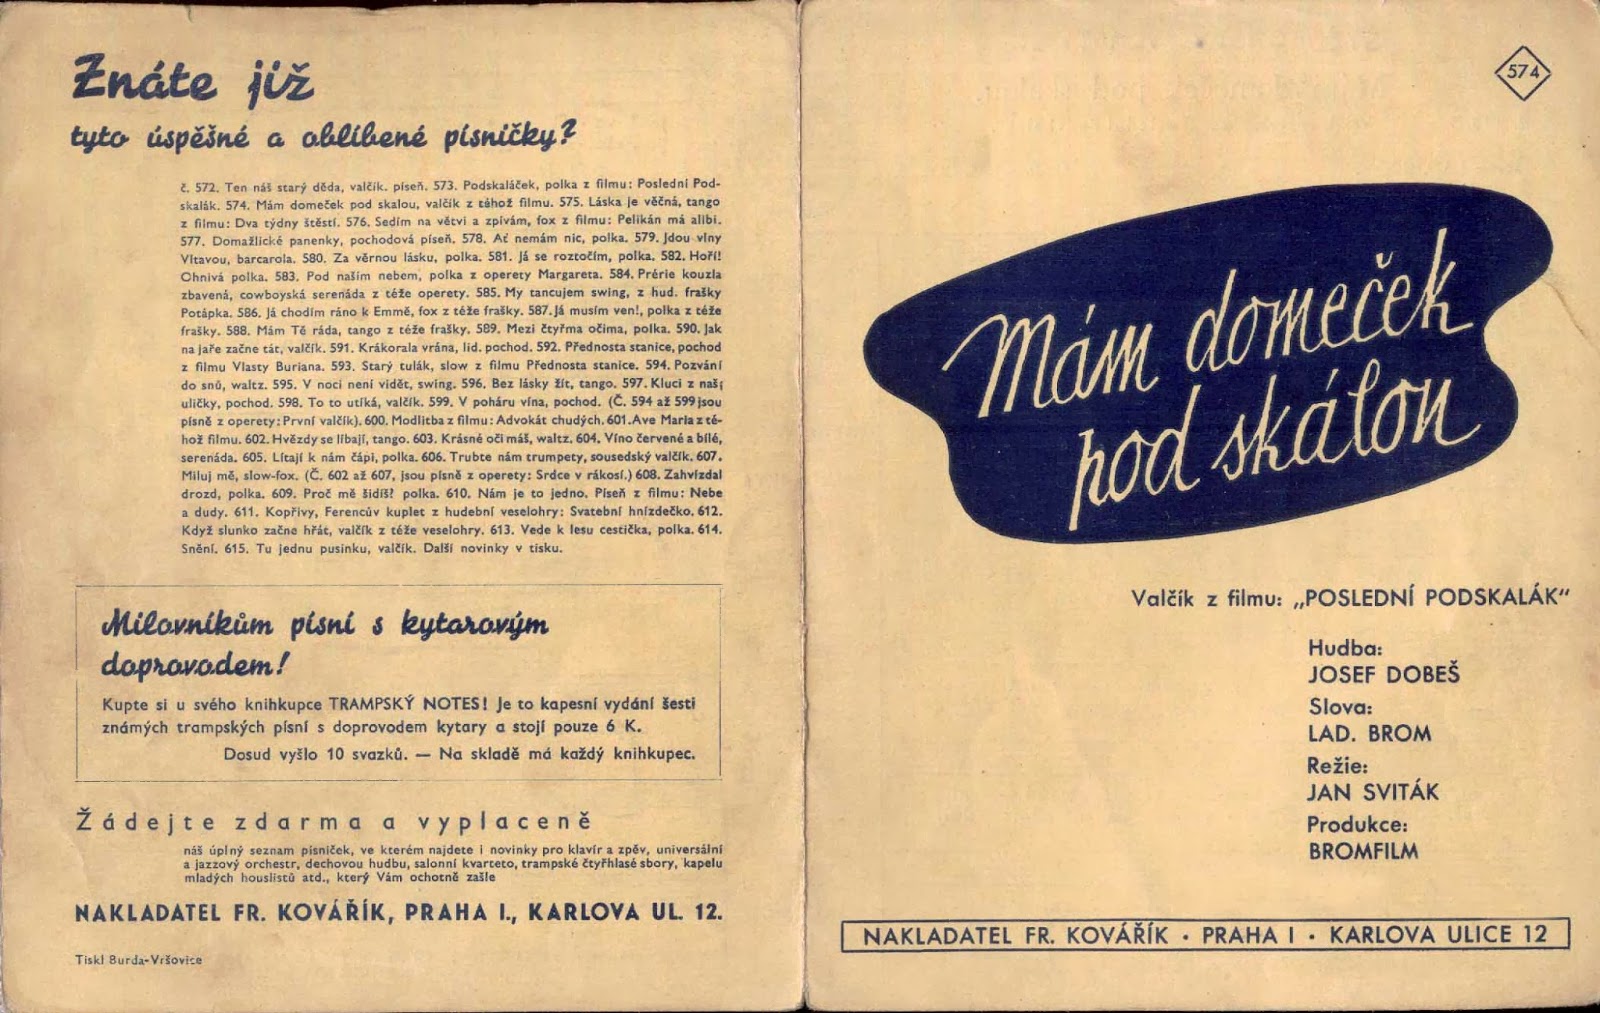 Znáte již
tyto úspěšné a oblíbené písničky?
č. 572. Ten náš starý děda, valčík. píseň. 573. Podskaláček, polka z filmu: Poslední Pod-
skalák. 574. Mám domeček pod skalou, valčík z téhož filmu. 575. Láska je věčná, tango
z filmu: Dva týdny štěstí. 576. Sedím na větvi a zpívám, fox z filmu: Pelikán má alibi.
577. Domažlické panenky, pochodová píseň. 578. Ať nemám nic, polka. 579. Jdou vlny
Vltavou, barcarola. 580. Za věrnou lásku, polka. 581. Já se roztočím, polka. 582. Hoří!
Ohnivá polka. 583. Pod naším nebem, polka z operety Margareta. 584. Prérie kouzla
zbavená, cowboyská serenáda z téže operety. 585. My tancujem swing, z hud. frašky
Potápka. 586. Já chodím ráno k Emmě, fox z téže frašky. 587. Já musím ven!, polka z téže
frašky. 588. Mám Tě ráda, tango z téže frašky. 589. Mezi čtyřma očima, polka. 590. Jak
na jaře začne tát, valčík. 591. Krákorala vrána, lid. pochod. 592. Přednosta stanice, pochod
z filmu Vlasty Buriana. 593. Starý tulák, slow z filmu Přednosta stanice. 594. Pozvání
do snů, waltz. 595. V noci není vidět, swing. 596. Bez lásky žít, tango. 597. Kluci z naší
uličky, pochod. 598. To to utíká, valčík. 599. V poháru vína, pochod. (Č. 594 až 599 jsou
písně z operety: První valčík). 600. Modlitba z filmu: Advokát chudých. 601. Ave Maria z té-
hož filmu. 602. Hvězdy se líbají, tango. 603. Krásné oči máš, waltz. 604. Víno červené a bílé,
serenáda. 605. Lítají k nám čápi, polka. 606. Trubte nám trumpety, sousedský valčík. 607.
Miluj mě, slow-fox. (Č. 602 až 607, jsou písně z operety: Srdce v rákosí.) 608. Zahvízdal
drozd, polka. 609. Proč mě šidíš? polka. 610. Nám je to jedno. Píseň z filmu: Nebe
a dudy. 611. Kopřivy, Ferencův kuplet z hudební veselohry: Svatební hnízdečko. 612.
Když slunko začne hřát, valčík z téže veselohry. 613. Vede k lesu cestička, polka. 614.
Snění. 615. Tu jednu pusinku, valčík. Další novinky v tisku.
Milovníkům písní s kytarovým
doprovodem!
Kupte si u svého knihkupce TRAMPSKÝ NOTES! Je to kapesní vydání šesti
známých trampských písní s doprovodem kytary a stojí pouze 6 K.
Dosud vyšlo 10 svazků. — Na skladě má každý knihkupec.
Žádejte zdarma a vyplaceně
náš úplný seznam písniček, ve kterém najdete i novinky pro klavír a zpěv, universální
a jazzový orchestr, dechovou hudbu, salonní kvarteto, trampské čtyřhlasé sbory, kapelu
mladých houslistů atd., který Vám ochotně zašle
NAKLADATEL FR. KOVÁŘÍK, PRAHA I., KARLOVA UL. 12.
Tiskl Burda-Vršovice
574
Mám domeček
pod skálou
Valčík z filmu: „POSLEDNÍ PODSKALÁK“
Hudba:
JOSEF DOBEŠ
Slova:
LAD. BROM
Režie:
JAN SVITÁK
Produkce:
BROMFILM
NAKLADATEL FR. KOVÁŘÍK • PRAHA I • KARLOVA ULICE 12